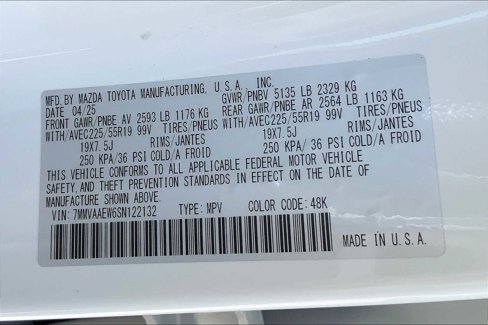 MFD. BY MAZDA TOYOTA MANUFACTURING, U.S.A., INC.
DATE 04/25 GVWR/PNBV 5135 LB 2329 KG
FRONT GAWR/PNBE AV 2593 LB 1176 KG REAR GAWR/PNBE AR 2564 LB 1163 KG
WITH/AVEC225/55R19 99V TIRES/PNEUS WITH/AVEC225/55R19 99V TIRES/PNEUS
19X7.5J RIMS/JANTES 19X7.5J RIMS/JANTES
250 KPA/36 PSI COLD/A FROID 250 KPA/36 PSI COLD/A FROID
THIS VEHICLE CONFORMS TO ALL APPLICABLE FEDERAL MOTOR VEHICLE
SAFETY, AND THEFT PREVENTION STANDARDS IN EFFECT ON THE DATE OF
MANUFACTURE SHOWN ABOVE.
VIN: 7MMVAAEW6SN122132 TYPE: MPV COLOR CODE: 48K
MADE IN U.S.A.